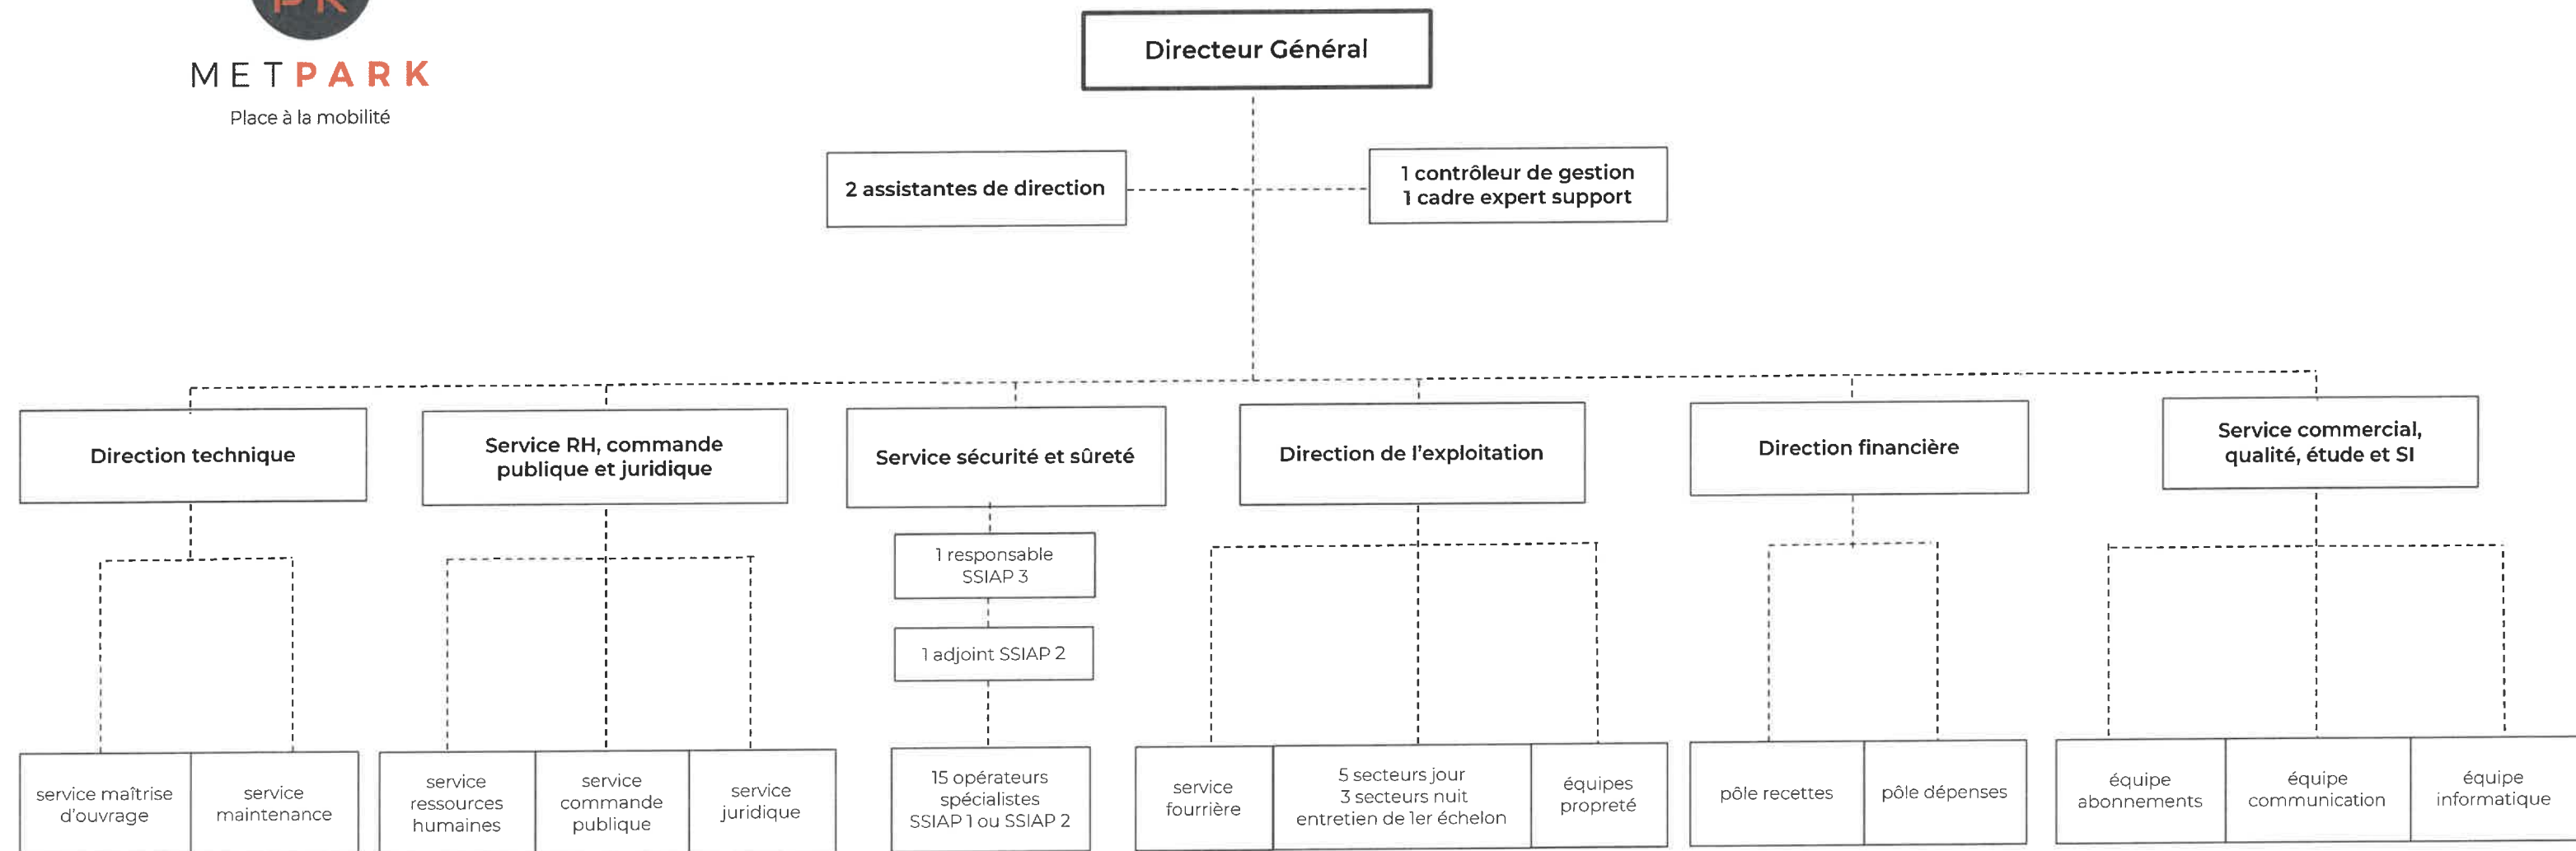 PK
METPARK
Place à la mobilité
Directeur Général
2 assistantes de direction
1 contrôleur de gestion
1 cadre expert support
Direction technique
Service RH, commande
publique et juridique
Service sécurité et sûreté
Direction de l'exploitation
Direction financière
Service commercial,
qualité, étude et SI
1 responsable
SSIAP 3
1 adjoint SSIAP 2
service maîtrise
d'ouvrage
service
maintenance
service
ressources
humaines
service
commande
publique
service
juridique
15 opérateurs
spécialistes
SSIAP 1 ou SSIAP 2
service
fourrière
5 secteurs jour
3 secteurs nuit
entretien de 1er échelon
équipes
propreté
pôle recettes
pôle dépenses
équipe
abonnements
équipe
communication
équipe
informatique